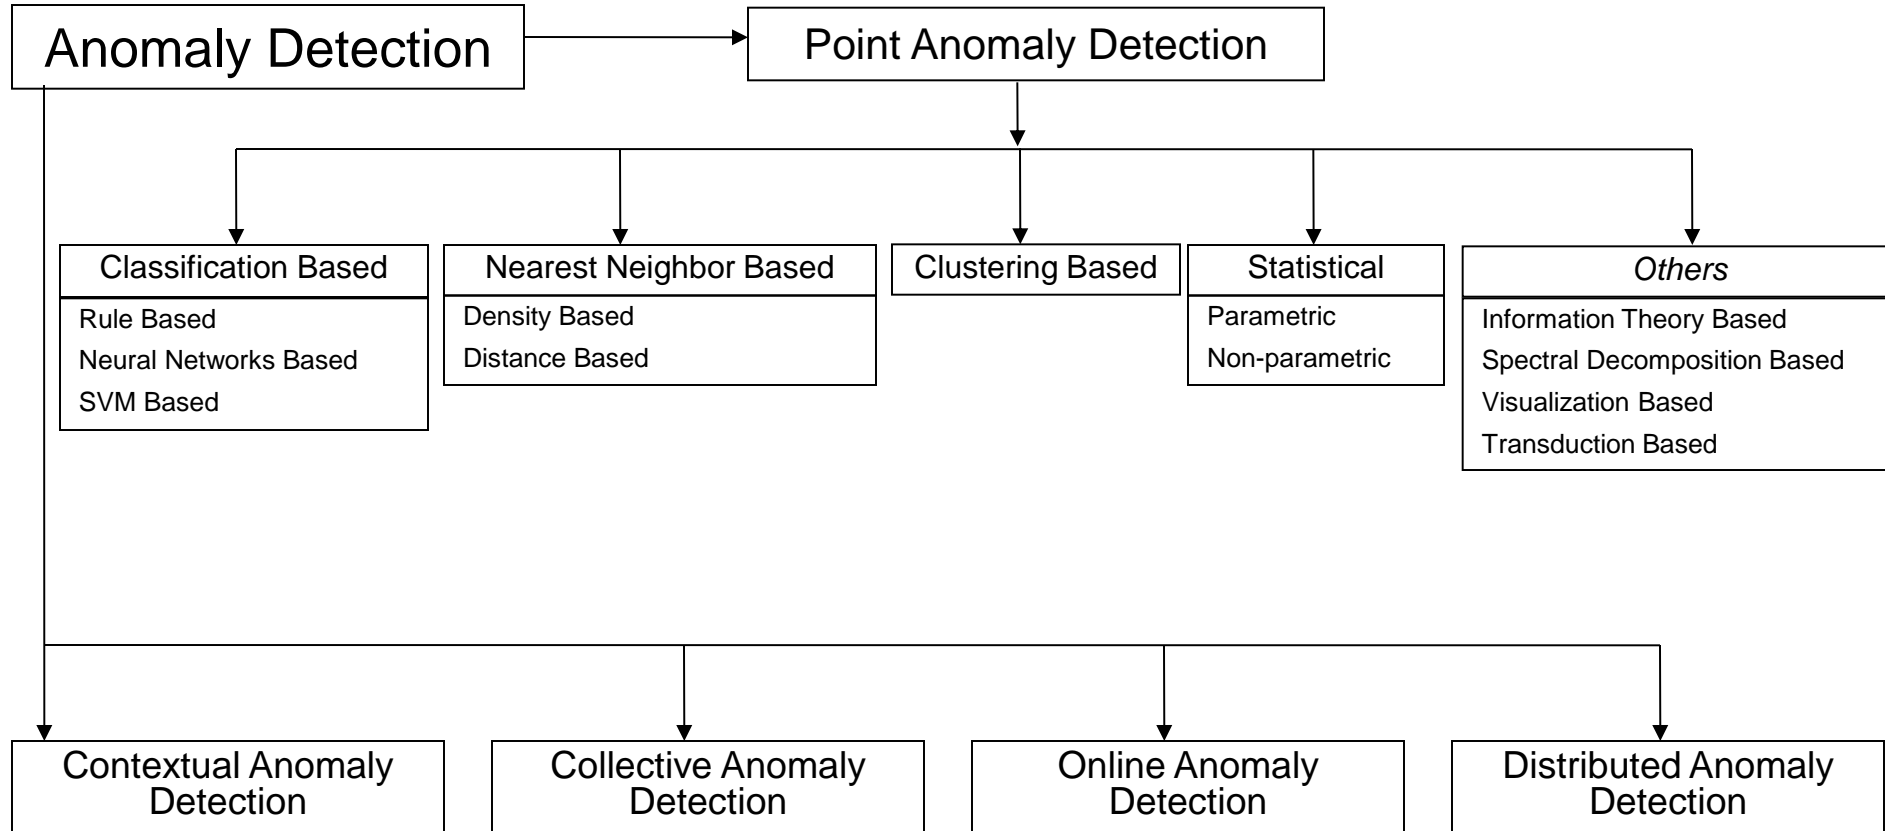 Anomaly Detection
Point Anomaly Detection
Classification Based
Rule Based
Neural Networks Based
SVM Based
Nearest Neighbor Based
Density Based
Distance Based
Clustering Based
Statistical
Parametric
Non-parametric
Others
Information Theory Based
Spectral Decomposition Based
Visualization Based
Transduction Based
Contextual Anomaly
Detection
Collective Anomaly
Detection
Online Anomaly
Detection
Distributed Anomaly
Detection